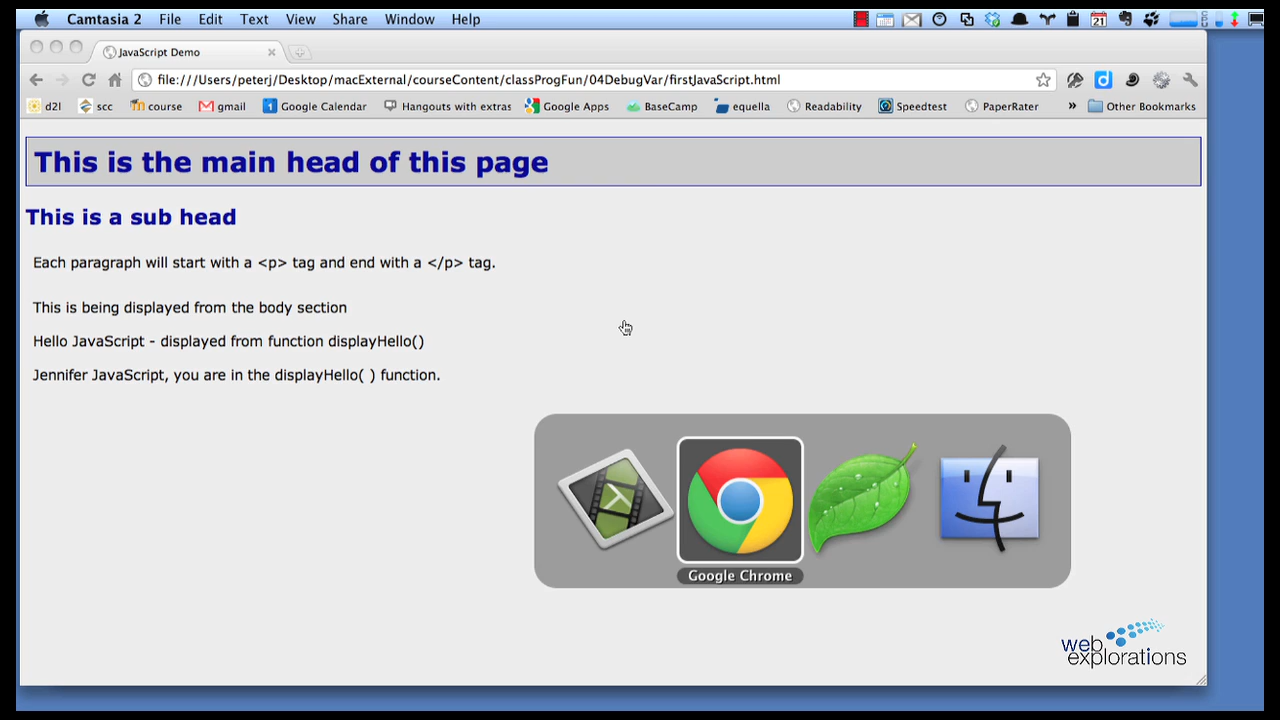 Camtasia 2 File Edit Text View Share Window Help
21
JavaScript Demo
file:///Users/peterj/Desktop/macExternal/courseContent/classProgFun/04DebugVar/firstJavaScript.html
d2l scc course gmail 1 Google Calendar Hangouts with extras Google Apps BaseCamp equella Readability Speedtest PaperRater » Other Bookmarks
This is the main head of this page
This is a sub head
Each paragraph will start with a <p> tag and end with a </p> tag.
This is being displayed from the body section
Hello JavaScript - displayed from function displayHello()
Jennifer JavaScript, you are in the displayHello( ) function.
Google Chrome
web
explorations